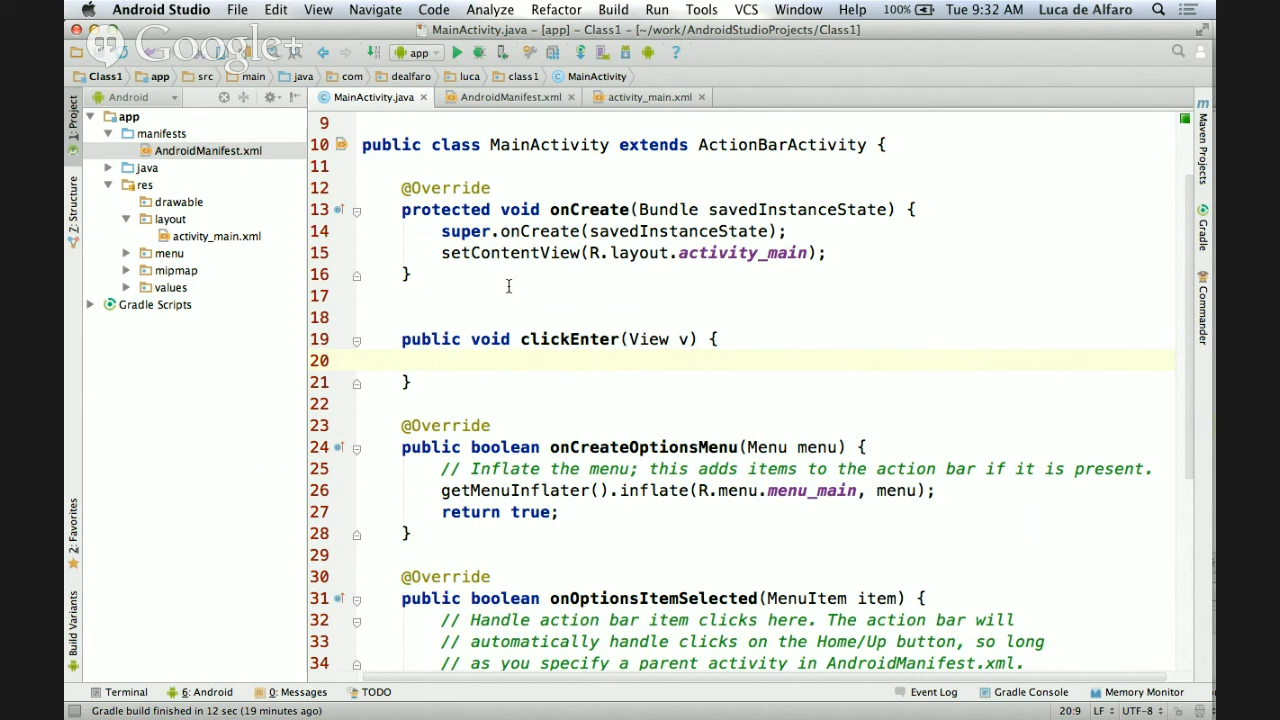 Android Studio File Edit View Navigate Code Analyze Refactor Build Run Tools VCS Window Help 100% Tue 9:32 AM Luca de Alfaro
MainActivity.java - [app] - Class1 - [~/work/AndroidStudioProjects/Class1]
Google+
app
Class1 app src main java com dealfaro luca class1 MainActivity
Android
MainActivity.java AndroidManifest.xml activity_main.xml
1: Project
Z: Structure
2: Favorites
Build Variants
app
manifests
AndroidManifest.xml
java
res
drawable
layout
activity_main.xml
menu
mipmap
values
Gradle Scripts
9
10 public class MainActivity extends ActionBarActivity {
11
12 @Override
13 protected void onCreate(Bundle savedInstanceState) {
14 super.onCreate(savedInstanceState);
15 setContentView(R.layout.activity_main);
16 }
17
18
19 public void clickEnter(View v) {
20
21 }
22
23 @Override
24 public boolean onCreateOptionsMenu(Menu menu) {
25 // Inflate the menu; this adds items to the action bar if it is present.
26 getMenuInflater().inflate(R.menu.menu_main, menu);
27 return true;
28 }
29
30 @Override
31 public boolean onOptionsItemSelected(MenuItem item) {
32 // Handle action bar item clicks here. The action bar will
33 // automatically handle clicks on the Home/Up button, so long
34 // as you specify a parent activity in AndroidManifest.xml.
Maven Projects
Gradle
Commander
Terminal 6: Android 0: Messages TODO Event Log Gradle Console Memory Monitor
Gradle build finished in 12 sec (19 minutes ago) 20:9 LF UTF-8